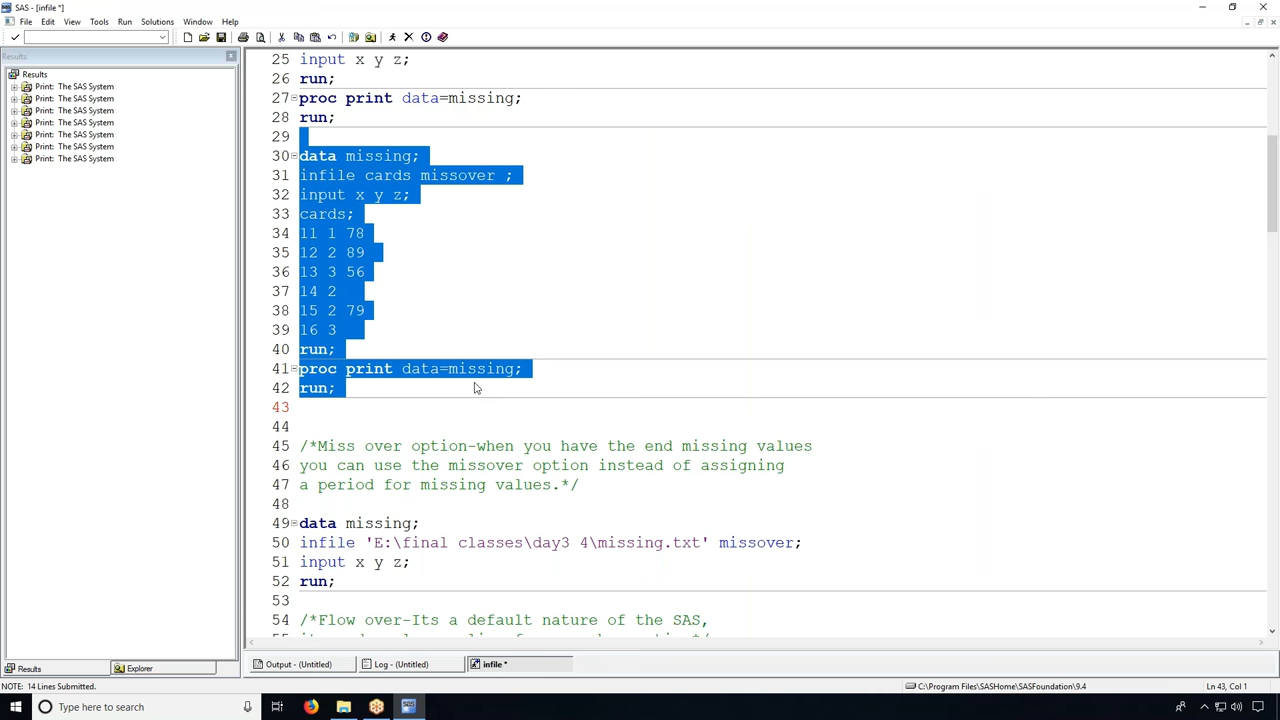 SAS - [infile *]
File Edit View Tools Run Solutions Window Help
Results
Results
Print: The SAS System
Print: The SAS System
Print: The SAS System
Print: The SAS System
Print: The SAS System
Print: The SAS System
Print: The SAS System
25 input x y z;
26 run;
27 proc print data=missing;
28 run;
29
30 data missing;
31 infile cards missover ;
32 input x y z;
33 cards;
34 11 1 78
35 12 2 89
36 13 3 56
37 14 2
38 15 2 79
39 16 3
40 run;
41 proc print data=missing;
42 run;
43
44
45 /*Miss over option-when you have the end missing values
46 you can use the missover option instead of assigning
47 a period for missing values.*/
48
49 data missing;
50 infile 'E:\final classes\day3 4\missing.txt' missover;
51 input x y z;
52 run;
53
54 /*Flow over-Its a default nature of the SAS,
Results Explorer
Output - (Untitled) Log - (Untitled) infile *
NOTE: 14 Lines Submitted.
C:\Program Files\SASHome\SASFoundation\9.4
Ln 43, Col 1
Type here to search